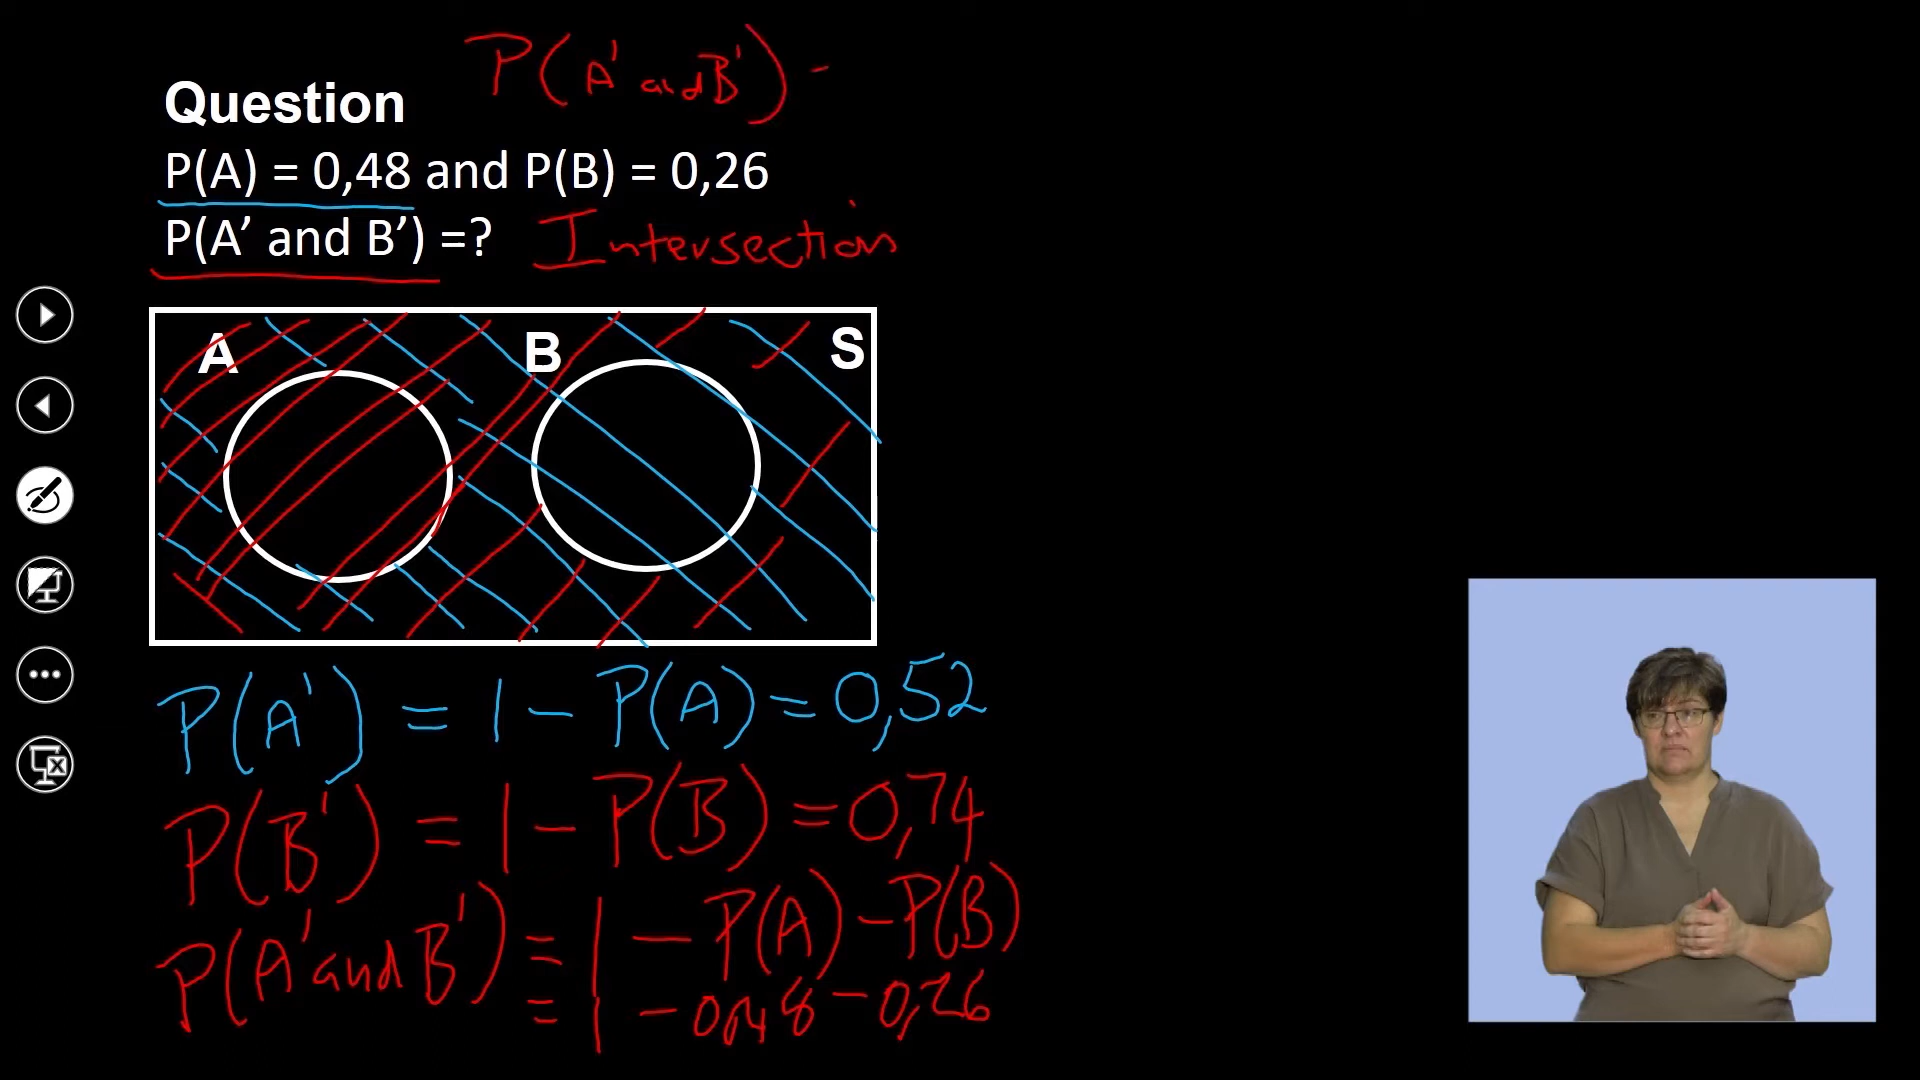 P(A' and B') -
Question
P(A) = 0,48 and P(B) = 0,26
P(A’ and B’) =? Intersection
A B S
P(A') = 1 - P(A) = 0,52
P(B') = 1 - P(B) = 0,74
P(A' and B') = 1 - P(A) - P(B)
= 1 - 0,48 - 0,26